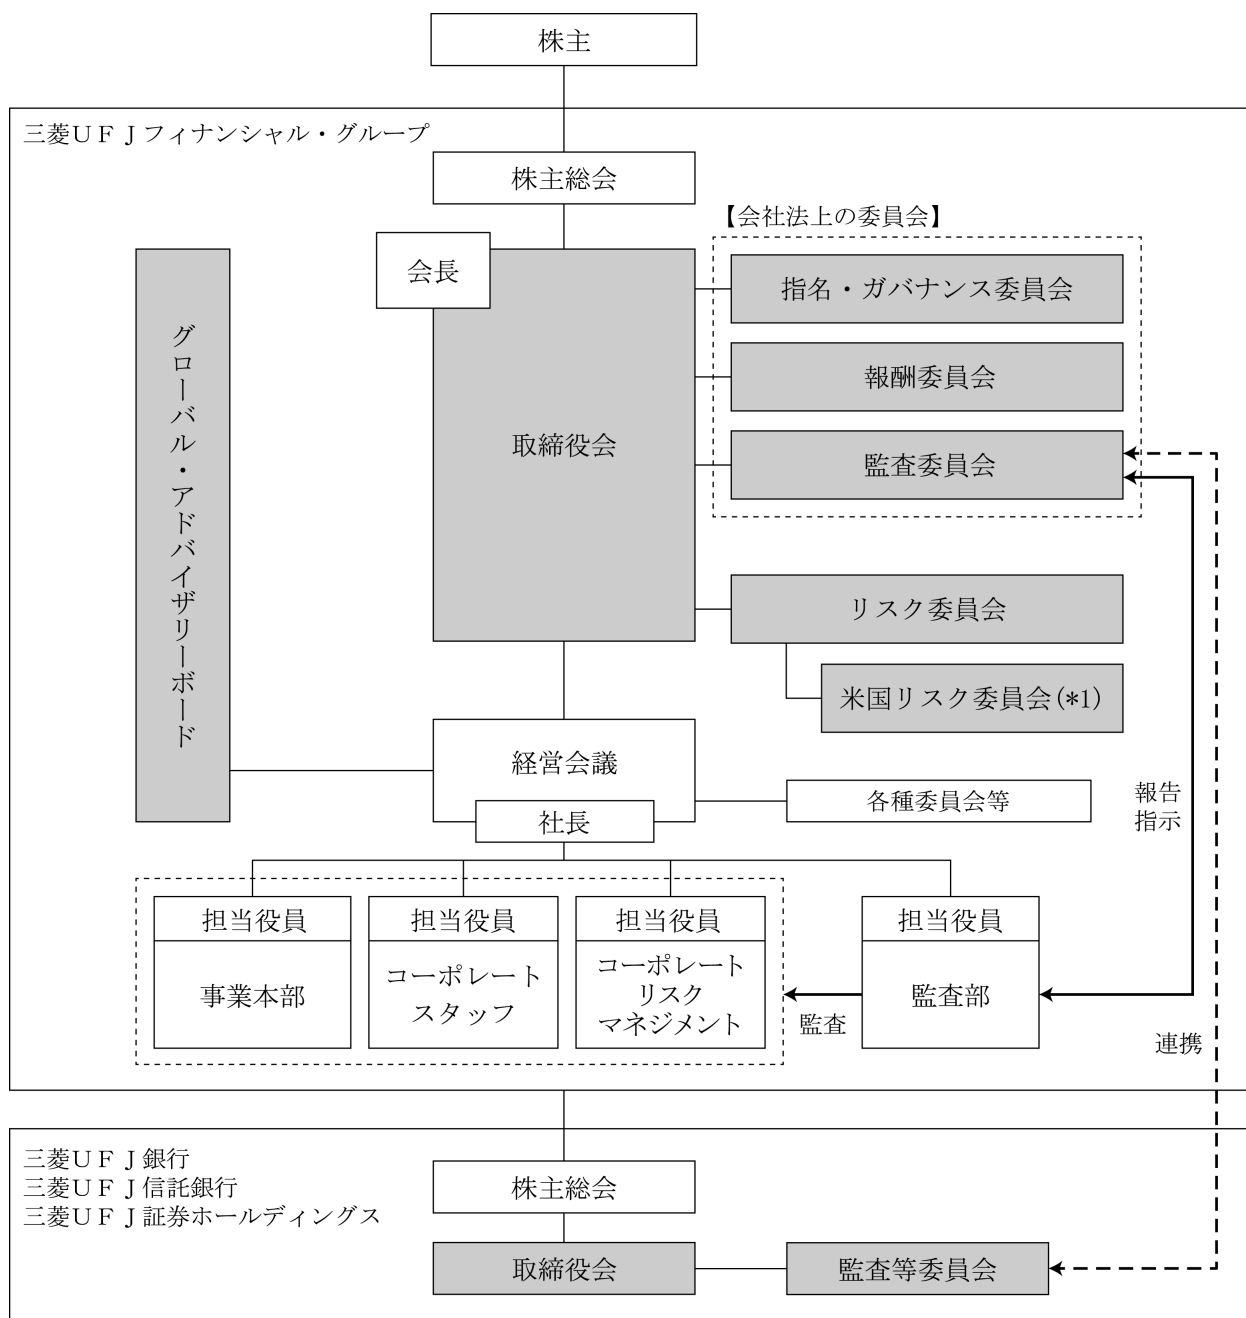 株主
三菱ＵＦＪフィナンシャル・グループ
株主総会
【会社法上の委員会】
会長
指名・ガバナンス委員会
報酬委員会
取締役会
監査委員会
グローバル・アドバイザリーボード
リスク委員会
米国リスク委員会(*1)
経営会議
各種委員会等
社長
報告
指示
担当役員
事業本部
担当役員
コーポレート
スタッフ
担当役員
コーポレート
リスク
マネジメント
監査
担当役員
監査部
連携
三菱ＵＦＪ銀行
三菱ＵＦＪ信託銀行
三菱ＵＦＪ証券ホールディングス
株主総会
取締役会
監査等委員会